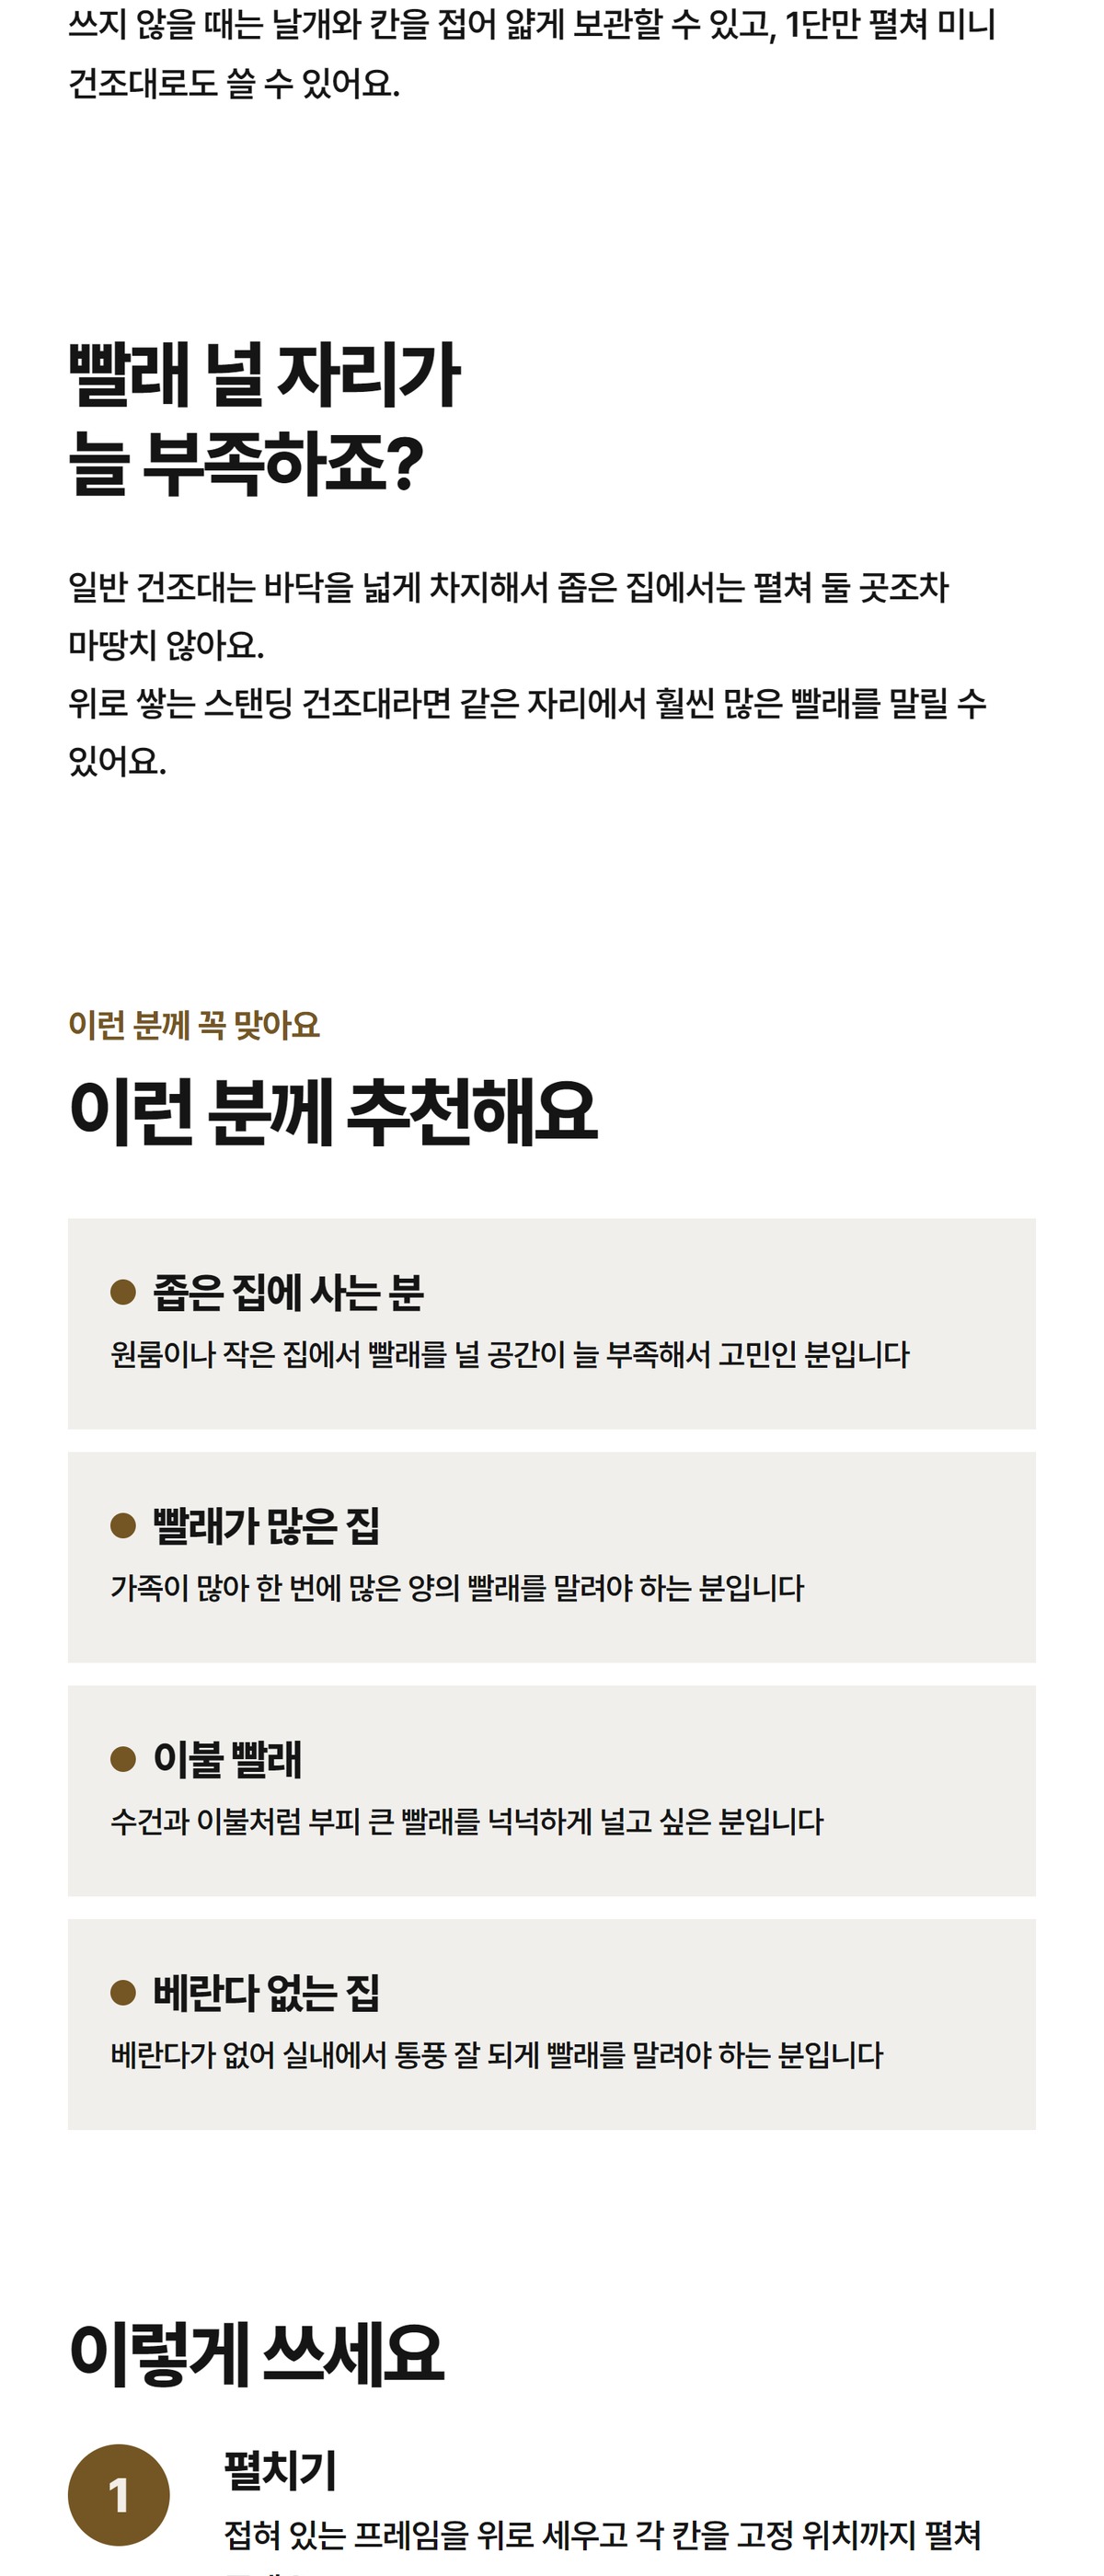 쓰지 않을 때는 날개와 칸을 접어 얇게 보관할 수 있고, 1단만 펼쳐 미니
건조대로도 쓸 수 있어요.
빨래 널 자리가
늘 부족하죠?
일반 건조대는 바닥을 넓게 차지해서 좁은 집에서는 펼쳐 둘 곳조차
마땅치 않아요.
위로 쌓는 스탠딩 건조대라면 같은 자리에서 훨씬 많은 빨래를 말릴 수
있어요.
이런 분께 꼭 맞아요
이런 분께 추천해요
좁은 집에 사는 분
원룸이나 작은 집에서 빨래를 널 공간이 늘 부족해서 고민인 분입니다
빨래가 많은 집
가족이 많아 한 번에 많은 양의 빨래를 말려야 하는 분입니다
이불 빨래
수건과 이불처럼 부피 큰 빨래를 넉넉하게 널고 싶은 분입니다
베란다 없는 집
베란다가 없어 실내에서 통풍 잘 되게 빨래를 말려야 하는 분입니다
이렇게 쓰세요
1
펼치기
접혀 있는 프레임을 위로 세우고 각 칸을 고정 위치까지 펼쳐